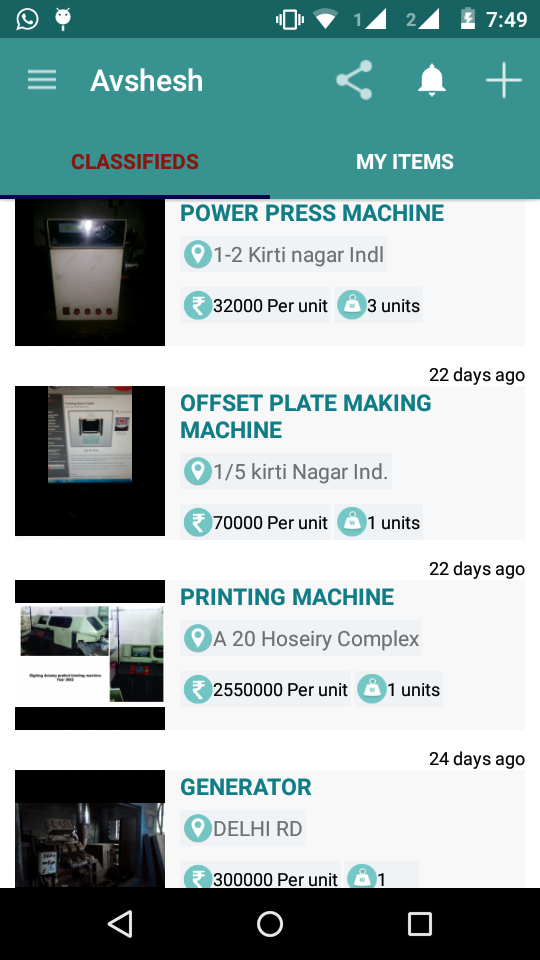 1
2
7:49
Avshesh
CLASSIFIEDS
MY ITEMS
POWER PRESS MACHINE
1-2 Kirti nagar Indl
32000 Per unit
3 units
22 days ago
OFFSET PLATE MAKING
MACHINE
1/5 kirti Nagar Ind.
70000 Per unit
1 units
22 days ago
PRINTING MACHINE
A 20 Hoseiry Complex
2550000 Per unit
1 units
24 days ago
GENERATOR
DELHI RD
300000 Per unit
1